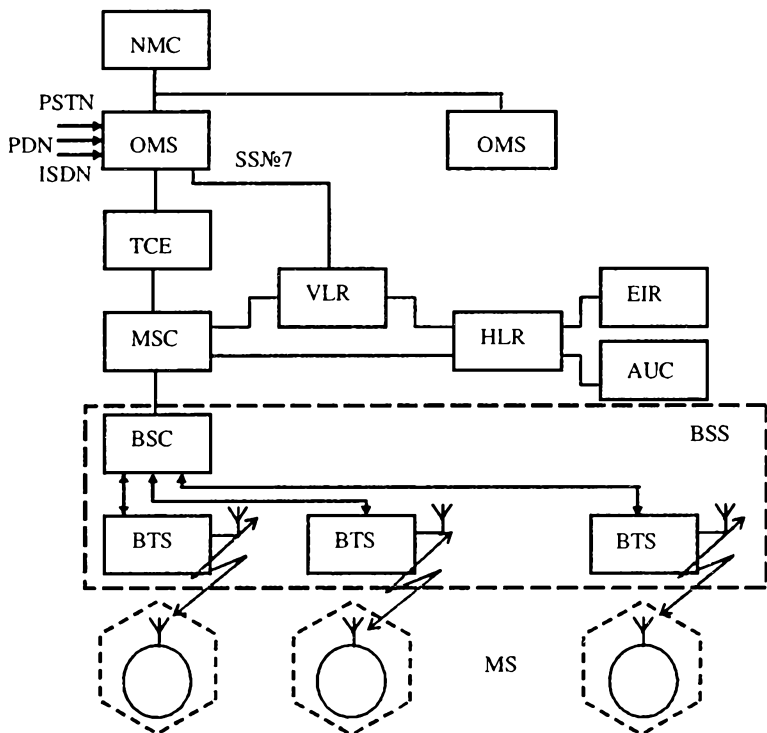 NMC
PSTN
PDN
ISDN
OMS
OMS
SS№7
TCE
VLR
EIR
MSC
HLR
AUC
BSC
BSS
BTS
BTS
BTS
MS